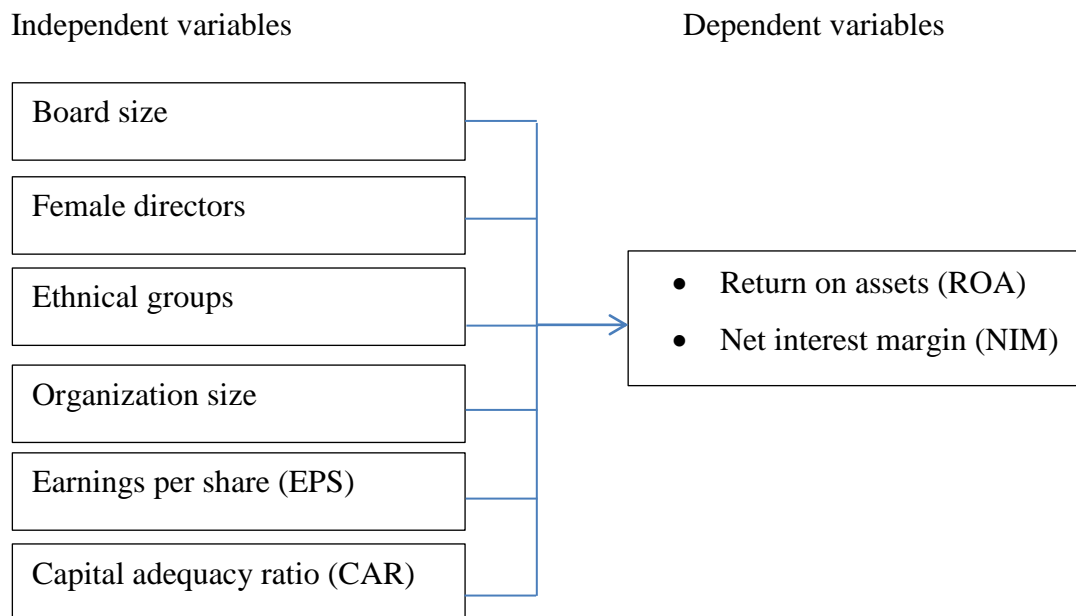 Independent variables
Dependent variables
Board size
Female directors
Ethnical groups
Organization size
Earnings per share (EPS)
Capital adequacy ratio (CAR)
• Return on assets (ROA)
• Net interest margin (NIM)